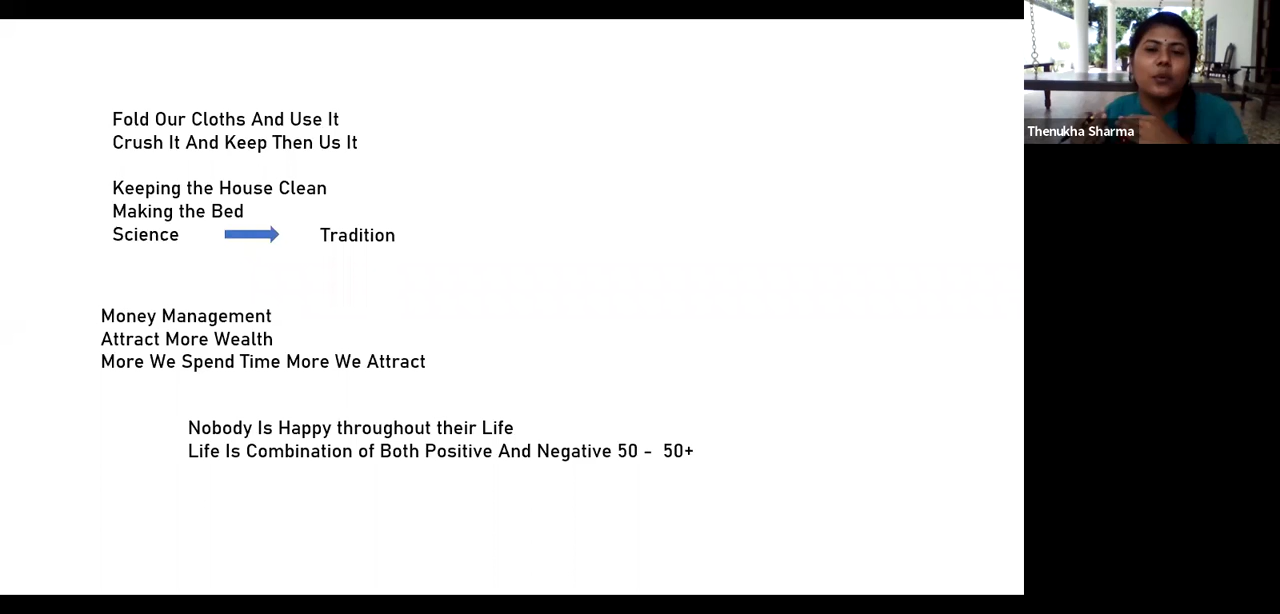 Fold Our Cloths And Use It
Crush It And Keep Then Us It
Keeping the House Clean
Making the Bed
Science Tradition
Money Management
Attract More Wealth
More We Spend Time More We Attract
Nobody Is Happy throughout their Life
Life Is Combination of Both Positive And Negative 50 - 50+
Thenukha Sharma